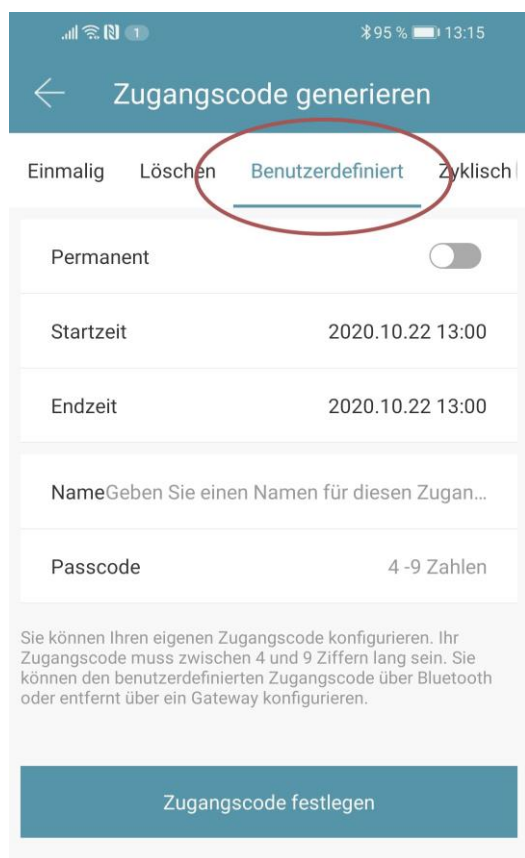 1 95 % 13:15
Zugangscode generieren
Einmalig Löschen Benutzerdefiniert Zyklisch
Permanent
Startzeit 2020.10.22 13:00
Endzeit 2020.10.22 13:00
NameGeben Sie einen Namen für diesen Zugan...
Passcode 4 -9 Zahlen
Sie können Ihren eigenen Zugangscode konfigurieren. Ihr
Zugangscode muss zwischen 4 und 9 Ziffern lang sein. Sie
können den benutzerdefinierten Zugangscode über Bluetooth
oder entfernt über ein Gateway konfigurieren.
Zugangscode festlegen